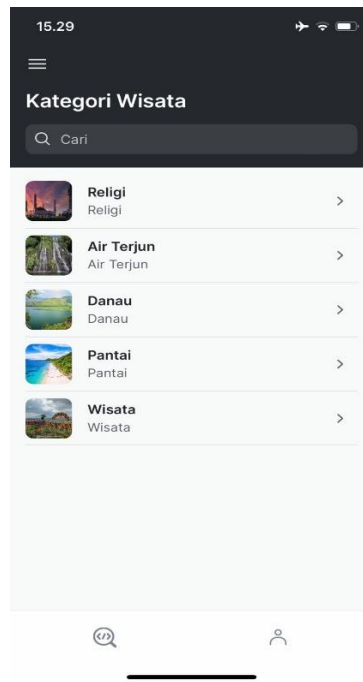 15.29
Kategori Wisata
Cari
Religi
Religi
Air Terjun
Air Terjun
Danau
Danau
Pantai
Pantai
Wisata
Wisata